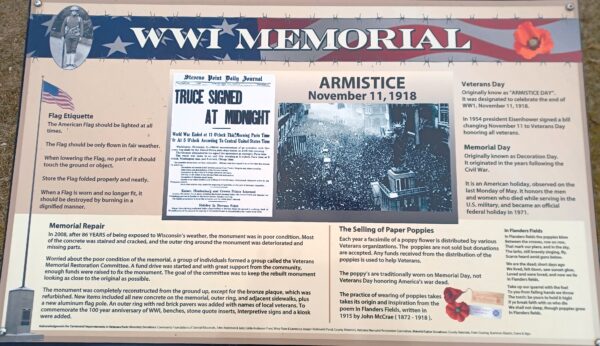 WWI MEMORIAL
Flag Etiquette
The American Flag should be lighted at all
times.
The Flag should be only flown in fair weather.
When lowering the Flag, no part of it should
touch the ground or object.
Store the Flag folded properly and neatly.
When a Flag is worn and no longer fit, it
should be destroyed by burning in a
dignified manner.
Stevens Point Daily Journal
TRUCE SIGNED
AT MIDNIGHT
ARMISTICE
November 11, 1918
Veterans Day
Originally know as "ARMISTICE DAY".
It was designated to celebrate the end of
WW1, November 11, 1918.
In 1954 president Eisenhower signed a bill
changing November 11 to Veterans Day
honoring all veterans.
Memorial Day
Originally known as Decoration Day.
It originated in the years following the
Civil War.
It is an American holiday, observed on the
last Monday of May. It honors the men
and women who died while serving in the
U.S. military, and became an official
federal holiday in 1971.
Memorial Repair
In 2008, after 86 YEARS of being exposed to Wisconsin's weather, the monument was in poor condition. Most
of the concrete was stained and cracked, and the outer ring around the monument was deteriorated and
missing parts.
Worried about the poor condition of the memorial, a group of individuals formed a group called the Veterans
Memorial Restoration Committee. A fund drive was started and with great support from the community,
enough funds were raised to fix the monument. The goal of the committee was to keep the rebuilt monument
looking as close to the original as possible.
The monument was completely reconstructed from the ground up, except for the bronze plaque, which was
refurbished. New items included all new concrete on the memorial, outer ring, and adjacent sidewalks, plus
a new aluminum flag pole. An outer ring with red brick pavers was added with names of local veterans. To
commemorate the 100 year anniversary of WWI, benches, stone quote inserts, interpretive signs and a kiosk
were added.
The Selling of Paper Poppies
Each year a facsimile of a poppy flower is distributed by various
Veterans organizations. The poppies are not sold but donations
are accepted. Any funds received from the distribution of the
poppies is used to help Veterans.
The poppy's are traditionally worn on Memorial Day, not
Veterans Day honoring America's war dead.
The practice of wearing of poppies takes
takes its origin and inspiration from the
poem In Flanders Fields, written in
1915 by John McCrae ( 1872 - 1918 ).
In Flanders Fields
In Flanders fields the poppies blow
between the crosses, row on row,
That mark our place; and in the sky,
The larks, still bravely singing, fly,
Scarce heard amid guns below.
We are the dead; short days ago
We lived, felt dawn, saw sunset glow,
Loved and were loved, and now we lie
In Flanders fields.
Take up our quarrel with the foe!
To you from failing hands we throw
The torch; be yours to hold it high!
If ye break faith with us who die
We shall not sleep, though poppies grow
In Flanders Fields.